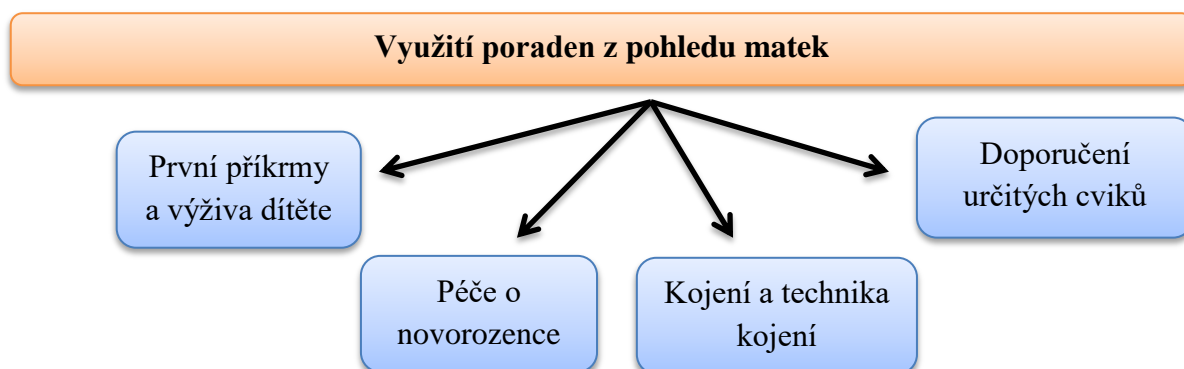 Využití poraden z pohledu matek
První příkrmy
a výživa dítěte
Doporučení
určitých cviků
Péče o
novorozence
Kojení a technika
kojení